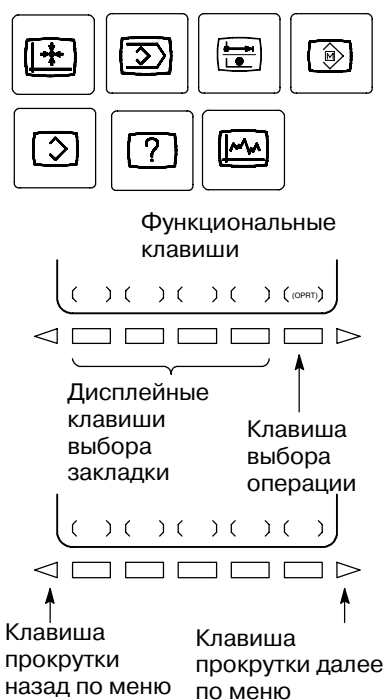 M
?
Функциональные
клавиши
( ) ( ) ( ) ( ) ( (OPRT) )
Дисплейные
клавиши
выбора
закладки
Клавиша
выбора
операции
( ) ( ) ( ) ( ) ( )
Клавиша
прокрутки
назад по меню
Клавиша
прокрутки далее
по меню